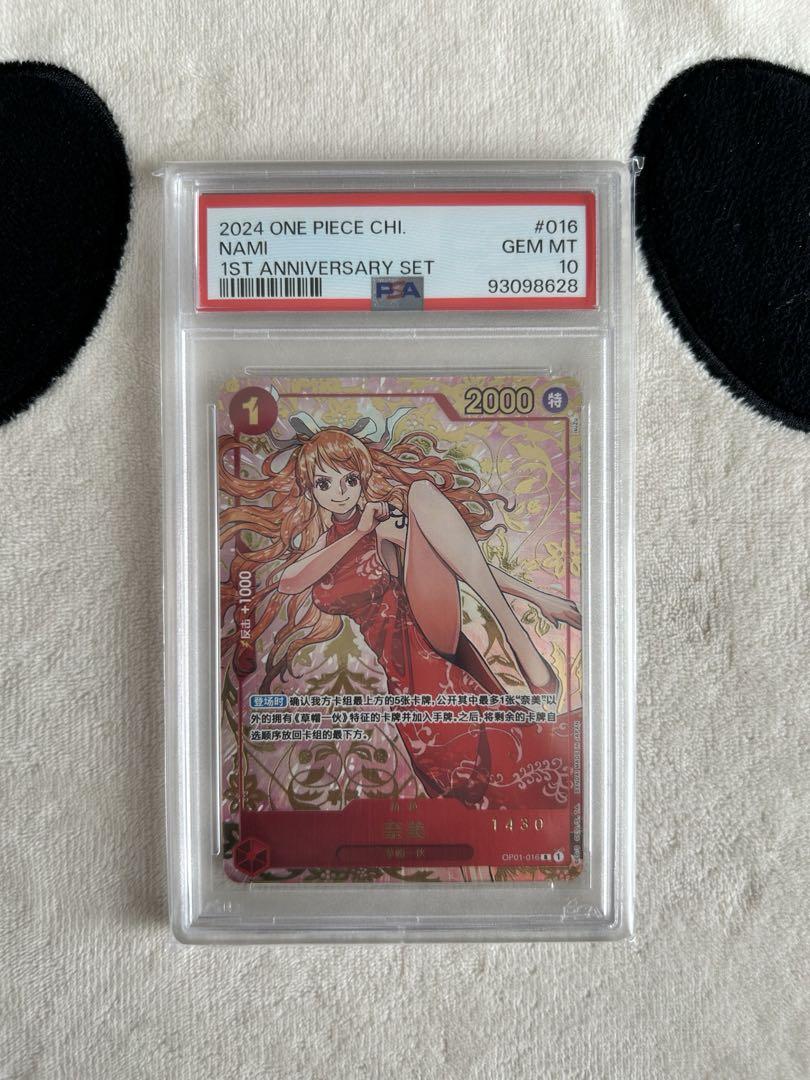 2024 ONE PIECE CHI. #016
NAMI GEM MT
1ST ANNIVERSARY SET 10
PSA 93098628
1 2000 特
反击 +1000
登场时 确认我方卡组最上方的5张卡牌,公开其中最多1张“奈美”以
外的拥有《草帽一伙》特征的卡牌并加入手牌。之后,将剩余的卡牌自
选顺序放回卡组的最下方。
奈美
1430
草帽一伙
OP01-016 R 1